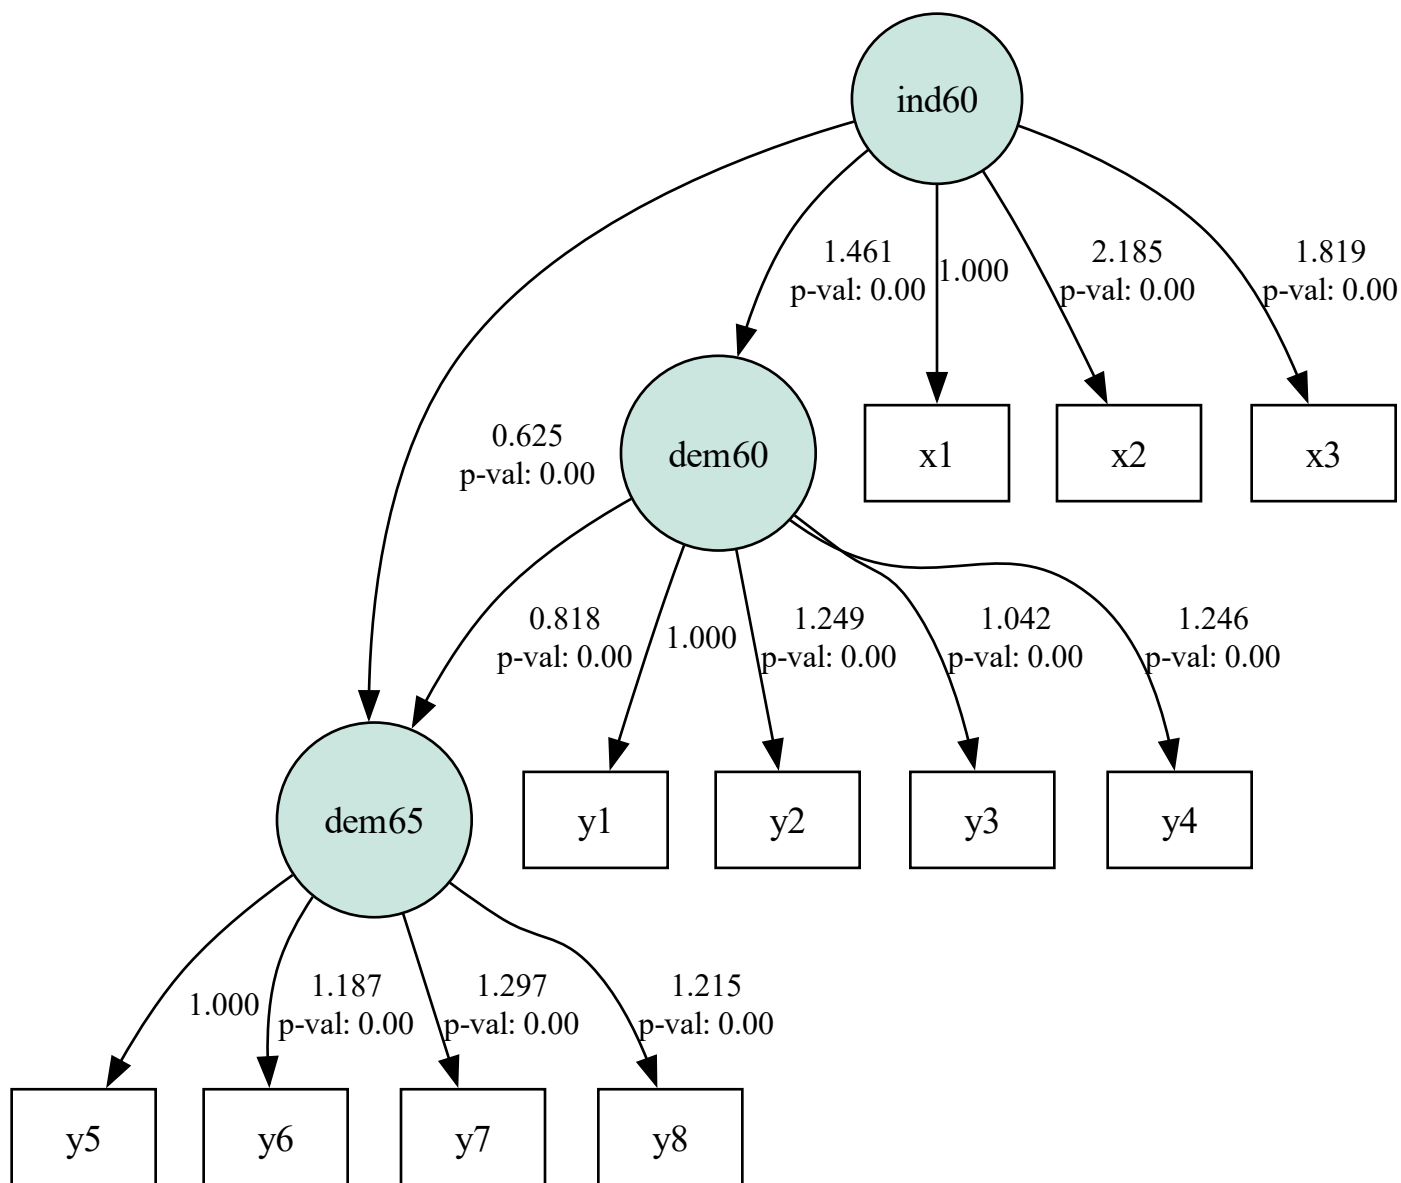 ind60
1.461
p-val: 0.00
1.000
2.185
p-val: 0.00
1.819
p-val: 0.00
0.625
p-val: 0.00
dem60
x1
x2
x3
0.818
p-val: 0.00
1.000
1.249
p-val: 0.00
1.042
p-val: 0.00
1.246
p-val: 0.00
dem65
y1
y2
y3
y4
1.000
1.187
p-val: 0.00
1.297
p-val: 0.00
1.215
p-val: 0.00
y5
y6
y7
y8